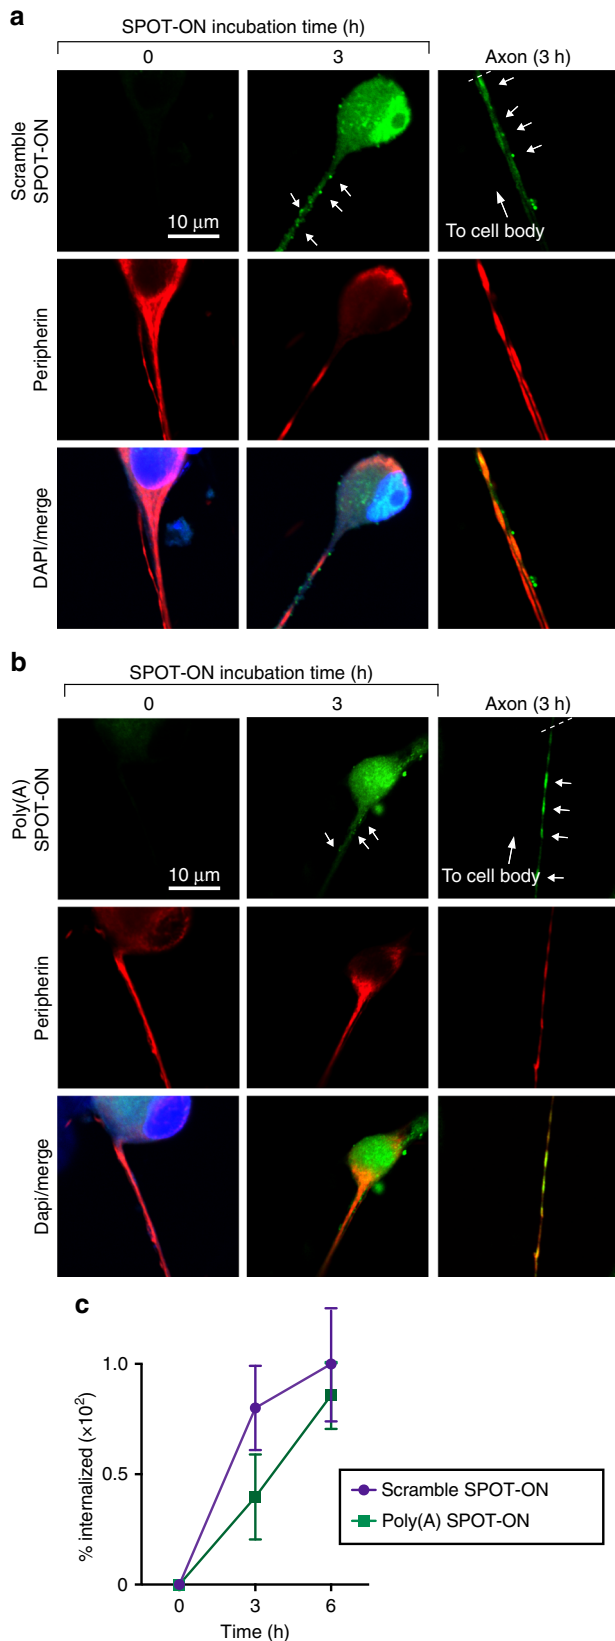 a
SPOT-ON incubation time (h)
0
3
Axon (3 h)
Scramble
SPOT-ON
10 μm
To cell body
Peripherin
DAPI/merge
b
SPOT-ON incubation time (h)
0
3
Axon (3 h)
Poly(A)
SPOT-ON
10 μm
To cell body
Peripherin
Dapi/merge
c
% internalized (×10²)
1.0
0.5
0
0
3
6
Time (h)
Scramble SPOT-ON
Poly(A) SPOT-ON